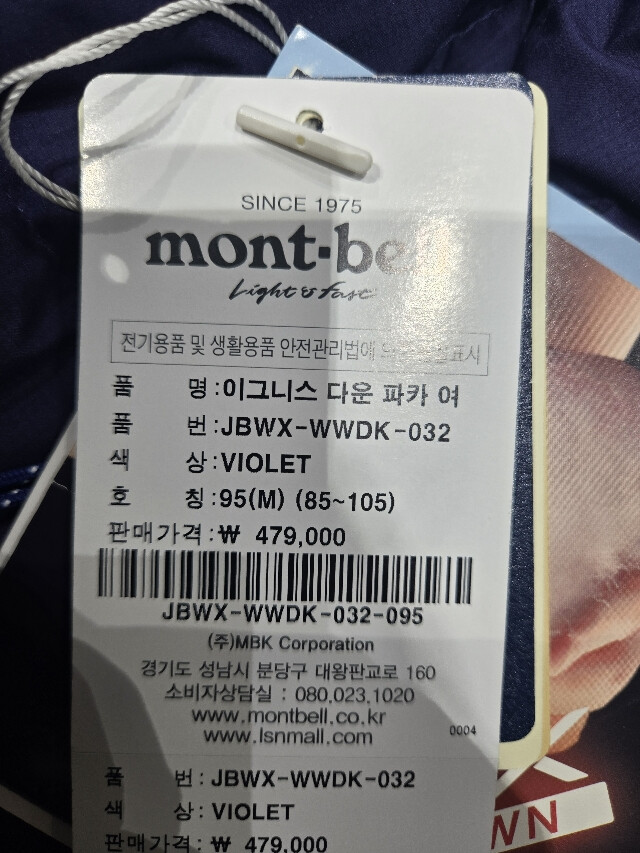 SINCE 1975
mont-be
Light & Fast
전기용품 및 생활용품 안전관리법에 표시
품 명:이그니스 다운 파카 여
품 번:JBWX-WWDK-032
색 상:VIOLET
호 칭:95(M) (85~105)
판매가격:₩ 479,000
JBWX-WWDK-032-095
(주)MBK Corporation
경기도 성남시 분당구 대왕판교로 160
소비자상담실 : 080.023.1020
www.montbell.co.kr
www.lsnmall.com
0004
품 번: JBWX-WWDK-032
색 상: VIOLET
판매가격: ₩ 479,000
WN